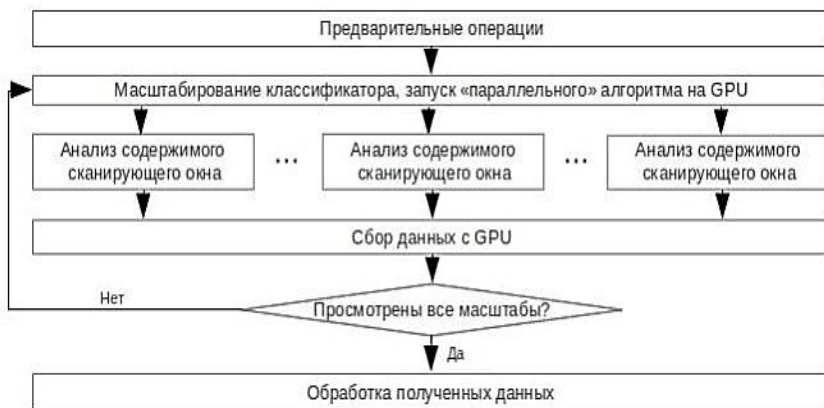 Предварительные операции
Масштабирование классификатора, запуск «параллельного» алгоритма на GPU
Анализ содержимого
сканирующего окна
...
Анализ содержимого
сканирующего окна
...
Анализ содержимого
сканирующего окна
Сбор данных с GPU
Нет
Просмотрены все масштабы?
Да
Обработка полученных данных